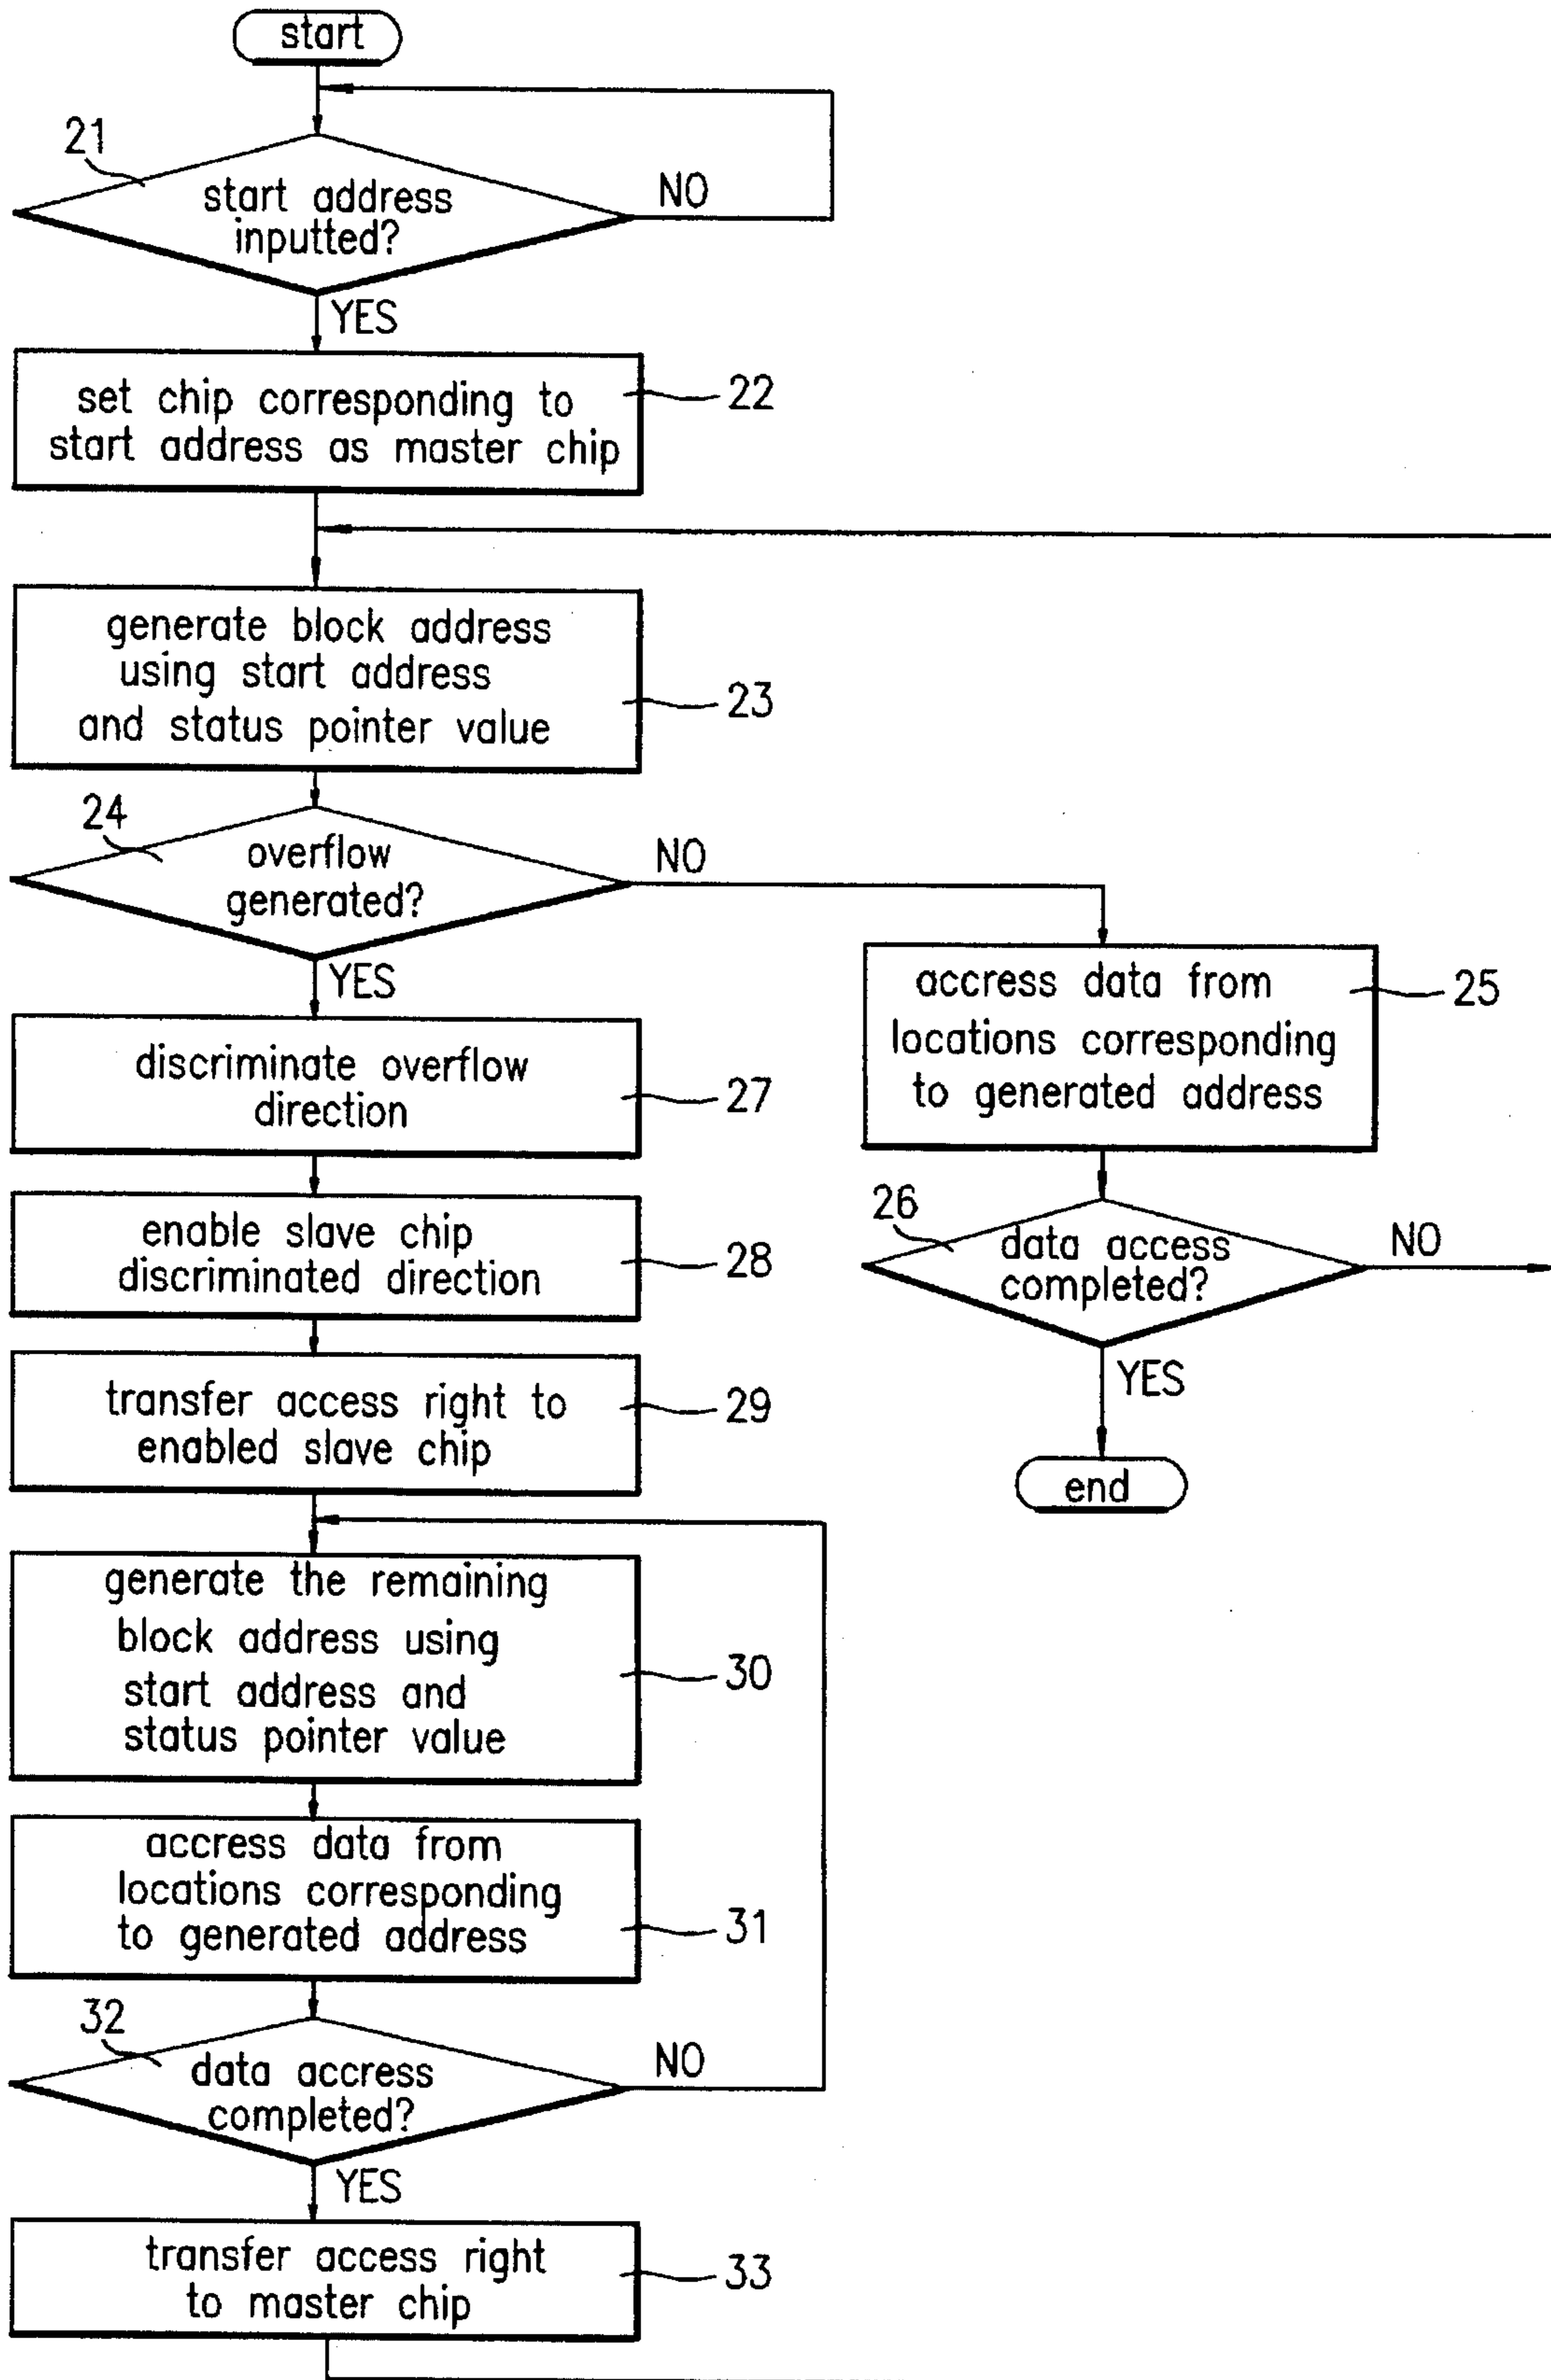 start
21
start address
inputted?
NO
YES
set chip corresponding to
start address as master chip
22
generate block address
using start address
and status pointer value
23
24
overflow
generated?
NO
YES
accress data from
locations corresponding
to generated address
25
26
data access
completed?
NO
YES
end
discriminate overflow
direction
27
enable slave chip
discriminated direction
28
transfer access right to
enabled slave chip
29
generate the remaining
block address using
start address and
status pointer value
30
accress data from
locations corresponding
to generated address
31
32
data accress
completed?
NO
YES
transfer access right
to master chip
33